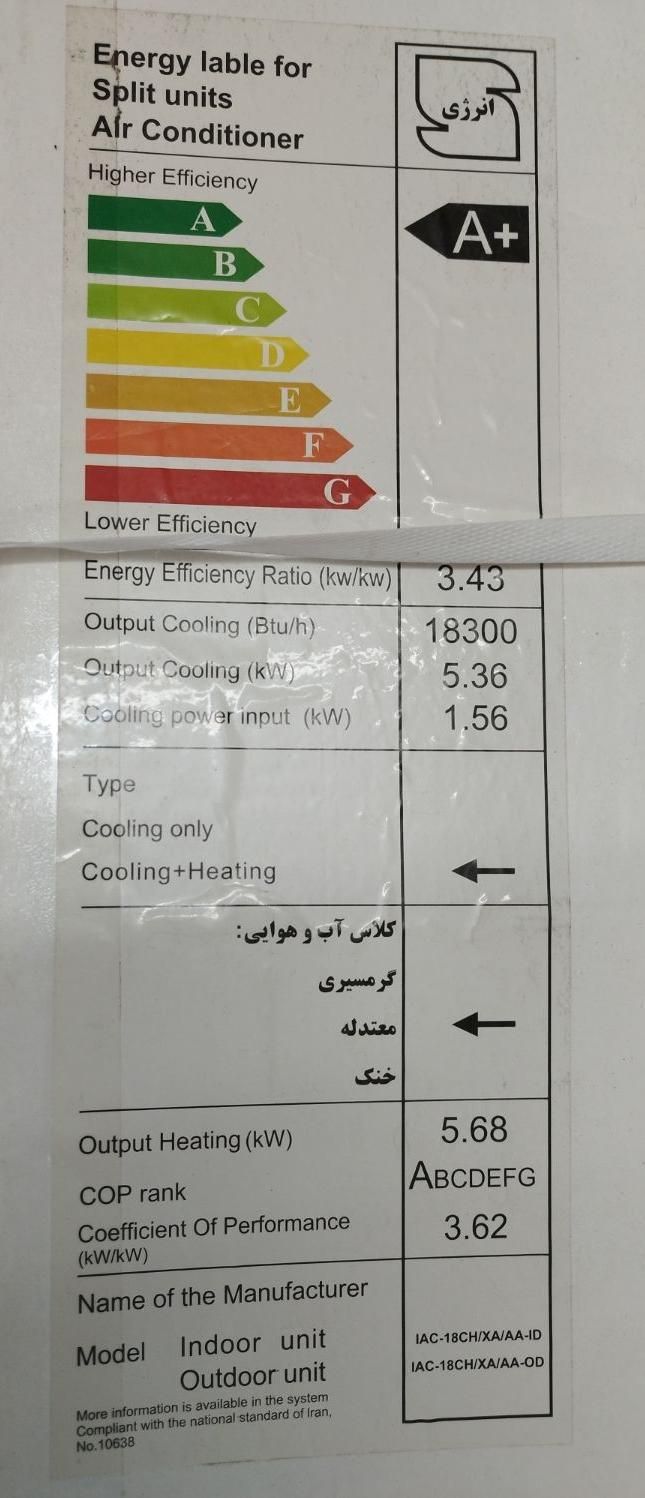 Energy lable for
Split units
Air Conditioner
انرژی
Higher Efficiency
A
A+
B
C
D
E
F
G
Lower Efficiency
Energy Efficiency Ratio (kw/kw) 3.43
Output Cooling (Btu/h) 18300
Output Cooling (kW) 5.36
Cooling power input (kW) 1.56
Type
Cooling only
Cooling+Heating
کلاس آب و هوایی:
گرمسیری
معتدله
خنک
Output Heating (kW) 5.68
COP rank ABCDEFG
Coefficient Of Performance 3.62
(kW/kW)
Name of the Manufacturer
Model Indoor unit IAC-18CH/XA/AA-ID
Outdoor unit IAC-18CH/XA/AA-OD
More information is available in the system
Compliant with the national standard of Iran,
No.10638